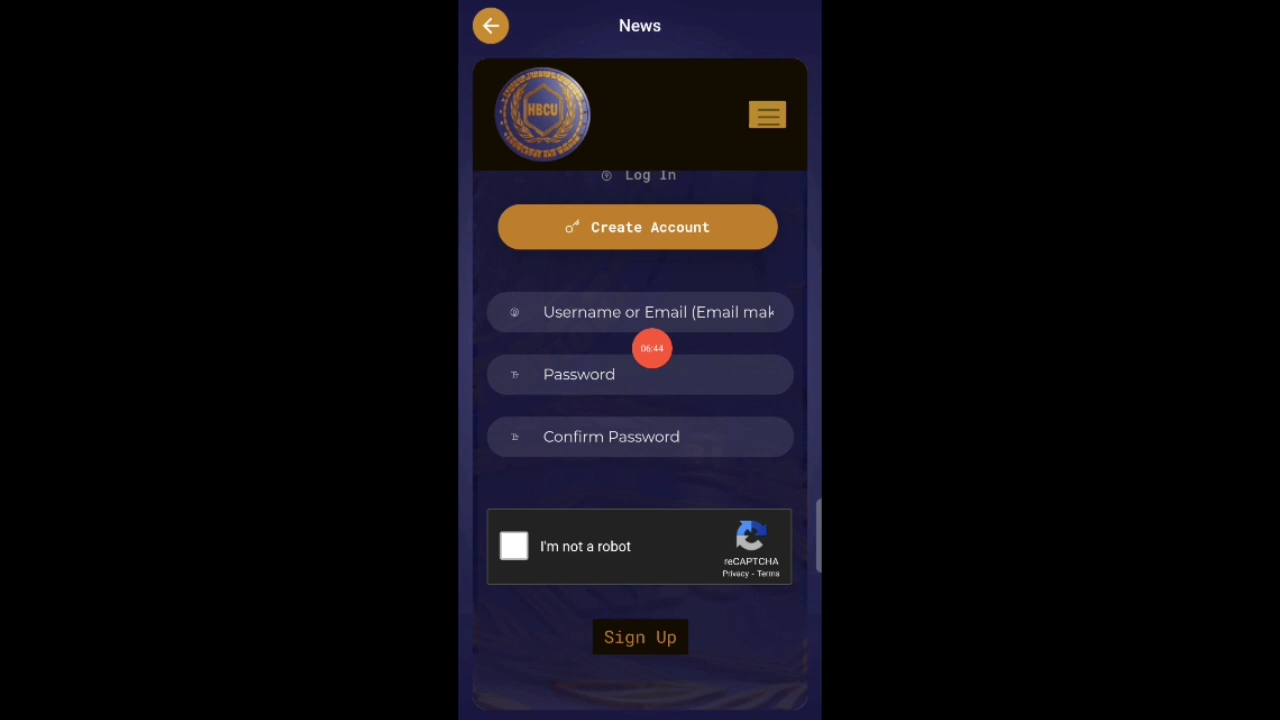 News
HBCU
Log In
Create Account
Username or Email (Email mak
06:44
Password
Confirm Password
I'm not a robot
reCAPTCHA
Privacy - Terms
Sign Up